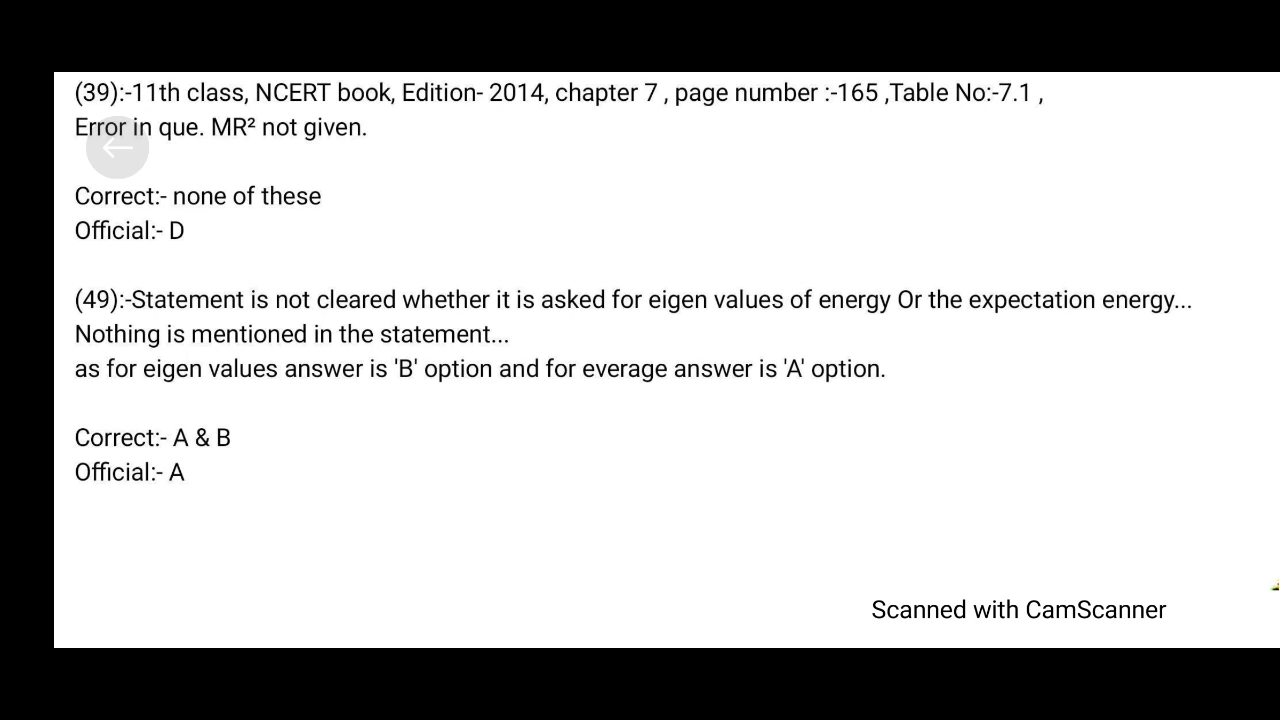 (39):-11th class, NCERT book, Edition- 2014, chapter 7 , page number :-165 ,Table No:-7.1 ,
Error in que. MR² not given.
Correct:- none of these
Official:- D
(49):-Statement is not cleared whether it is asked for eigen values of energy Or the expectation energy...
Nothing is mentioned in the statement...
as for eigen values answer is 'B' option and for everage answer is 'A' option.
Correct:- A & B
Official:- A
Scanned with CamScanner